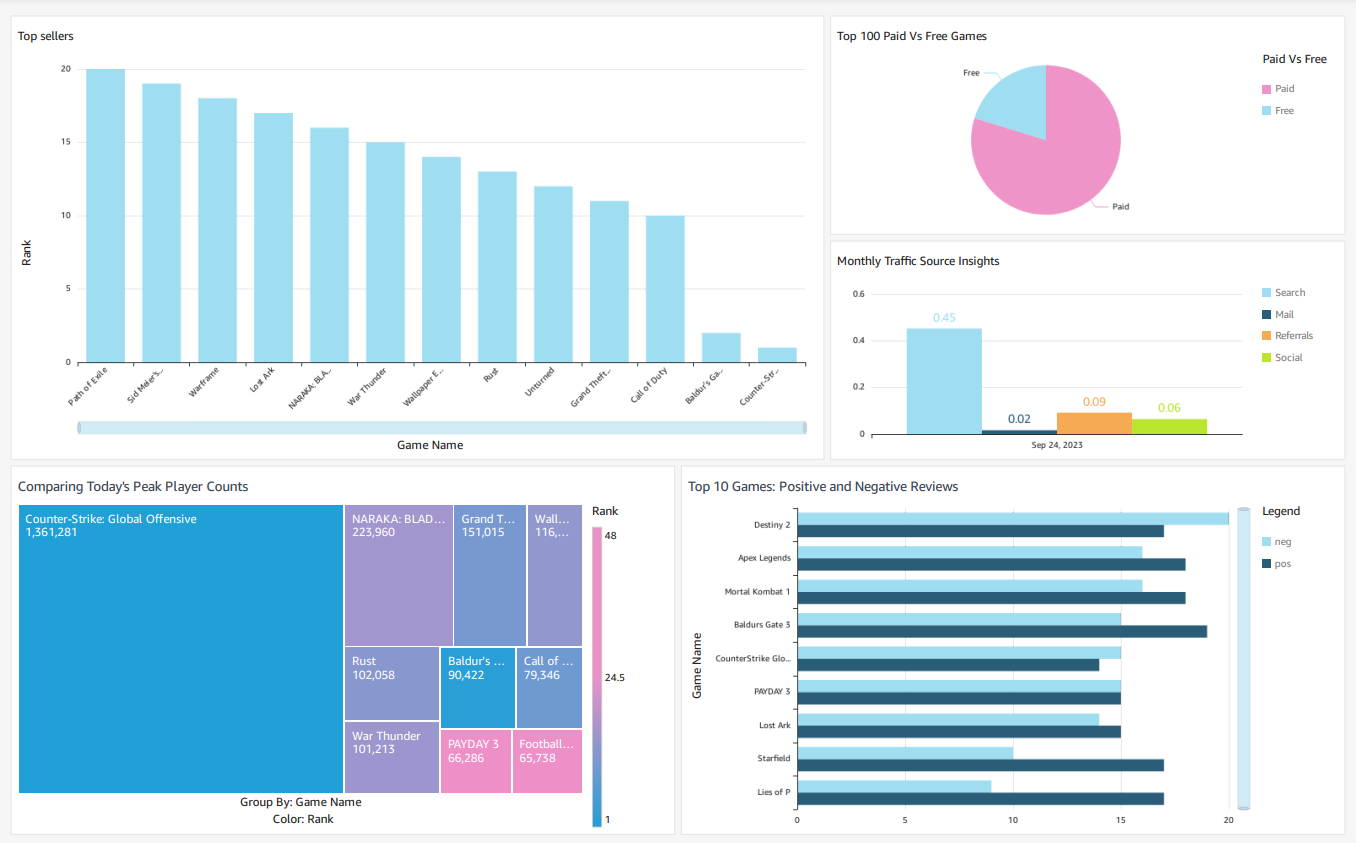 Top sellers
20
15
10
5
0
Rank
Path of Exile
Sid Meier's...
Warframe
Lost Ark
NARAKA: BLA...
War Thunder
Wallpaper E...
Rust
Unturned
Grand Theft...
Call of Duty
Baldur's Ga...
Counter-Str...
Game Name
Top 100 Paid Vs Free Games
Free
Paid
Paid Vs Free
Paid
Free
Monthly Traffic Source Insights
0.6
0.4
0.2
0
0.45
0.02
0.09
0.06
Sep 24, 2023
Search
Mail
Referrals
Social
Comparing Today's Peak Player Counts
Counter-Strike: Global Offensive
1,361,281
NARAKA: BLAD...
223,960
Grand T...
151,015
Wall...
116,...
Rust
102,058
Baldur's ...
90,422
Call of ...
79,346
War Thunder
101,213
PAYDAY 3
66,286
Football...
65,738
Group By: Game Name
Color: Rank
Rank
48
24.5
1
Top 10 Games: Positive and Negative Reviews
Game Name
Destiny 2
Apex Legends
Mortal Kombat 1
Baldurs Gate 3
CounterStrike Glo...
PAYDAY 3
Lost Ark
Starfield
Lies of P
0
5
10
15
20
Legend
neg
pos